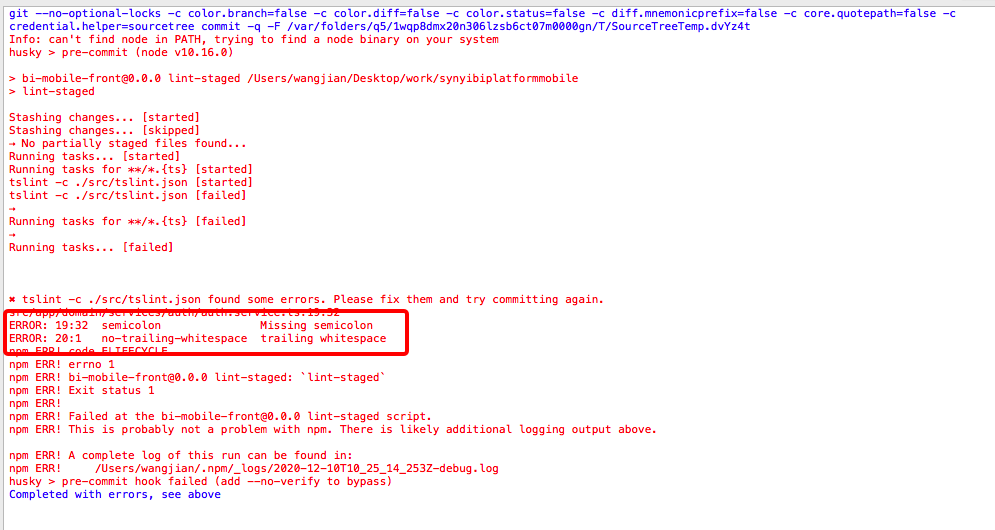 git --no-optional-locks -c color.branch=false -c color.diff=false -c color.status=false -c diff.mnemonicprefix=false -c core.quotepath=false -c
credential.helper=sourcetree commit -q -F /var/folders/q5/1wqp8dmx20n306lzsb6ct07m0000gn/T/SourceTreeTemp.dvYz4t
Info: can't find node in PATH, trying to find a node binary on your system
husky > pre-commit (node v10.16.0)
> bi-mobile-front@0.0.0 lint-staged /Users/wangjian/Desktop/work/synyibiplatformmobile
> lint-staged
Stashing changes... [started]
Stashing changes... [skipped]
→ No partially staged files found...
Running tasks... [started]
Running tasks for **/*.{ts} [started]
tslint -c ./src/tslint.json [started]
tslint -c ./src/tslint.json [failed]
→
Running tasks for **/*.{ts} [failed]
→
Running tasks... [failed]
✖ tslint -c ./src/tslint.json found some errors. Please fix them and try committing again.
src/app/domain/services/auth/auth.service.ts:19:32
ERROR: 19:32 semicolon Missing semicolon
ERROR: 20:1 no-trailing-whitespace trailing whitespace
npm ERR! code ELIFECYCLE
npm ERR! errno 1
npm ERR! bi-mobile-front@0.0.0 lint-staged: `lint-staged`
npm ERR! Exit status 1
npm ERR!
npm ERR! Failed at the bi-mobile-front@0.0.0 lint-staged script.
npm ERR! This is probably not a problem with npm. There is likely additional logging output above.
npm ERR! A complete log of this run can be found in:
npm ERR! /Users/wangjian/.npm/_logs/2020-12-10T10_25_14_253Z-debug.log
husky > pre-commit hook failed (add --no-verify to bypass)
Completed with errors, see above